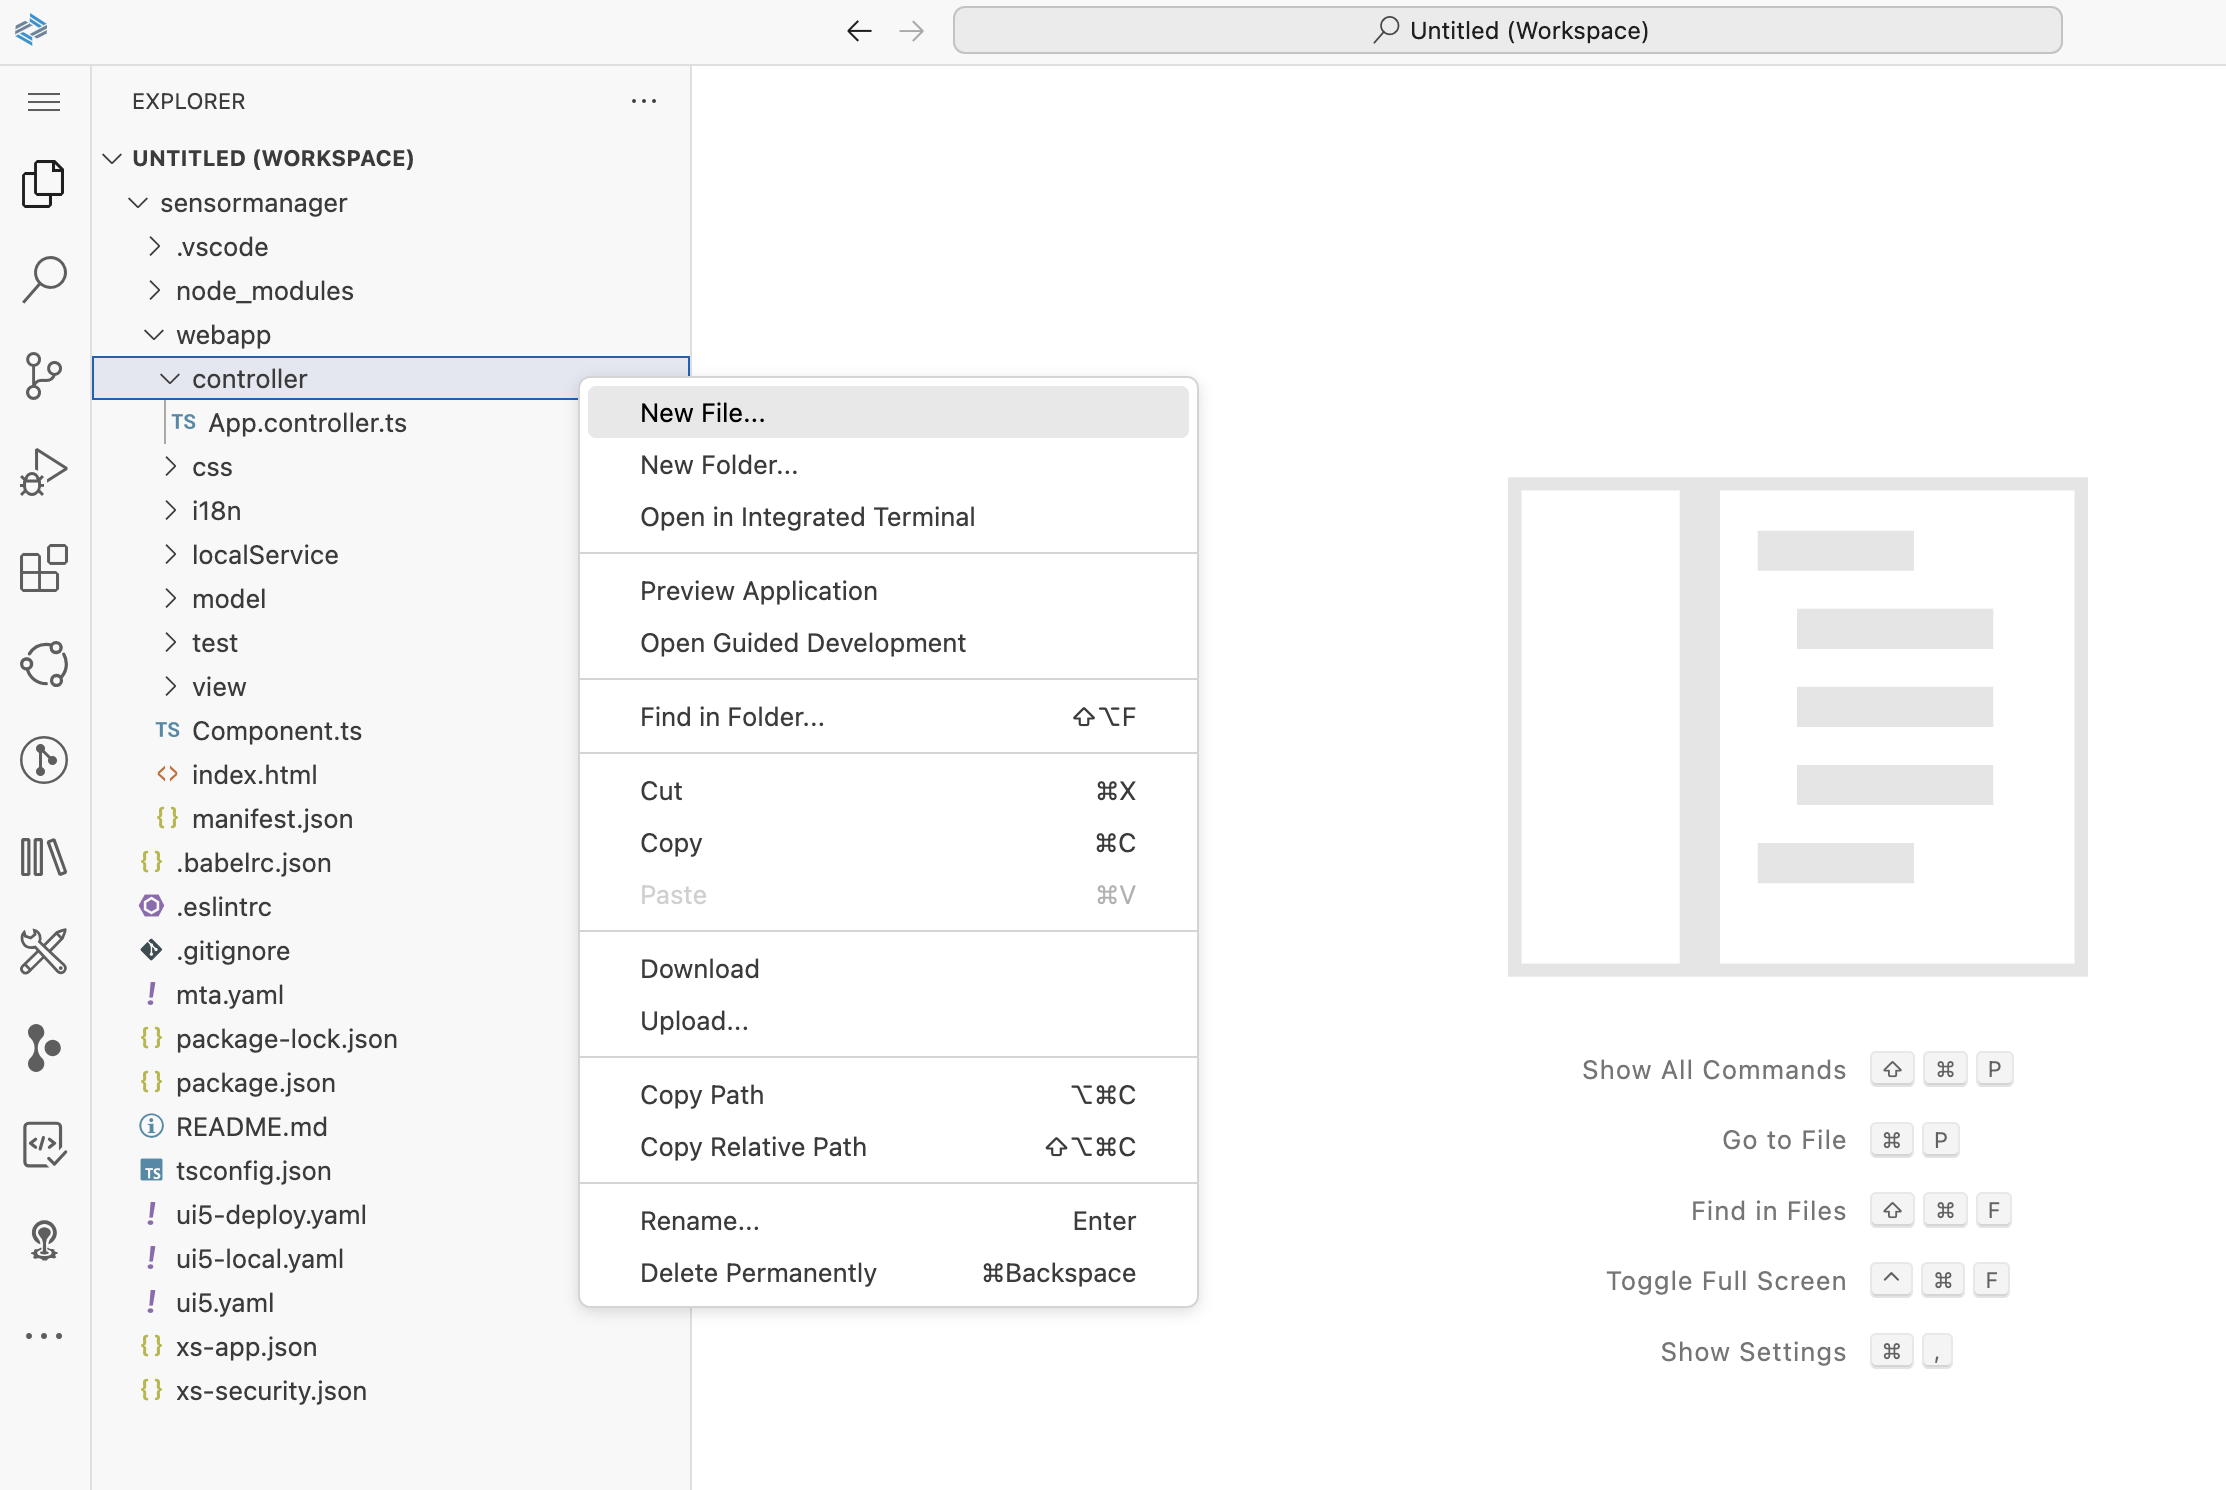 Untitled (Workspace)
EXPLORER
UNTITLED (WORKSPACE)
sensormanager
.vscode
node_modules
webapp
controller
TS App.controller.ts
css
i18n
localService
model
test
view
TS Component.ts
<> index.html
{} manifest.json
{} .babelrc.json
.eslintrc
.gitignore
! mta.yaml
{} package-lock.json
{} package.json
README.md
TS tsconfig.json
! ui5-deploy.yaml
! ui5-local.yaml
! ui5.yaml
{} xs-app.json
{} xs-security.json
New File...
New Folder...
Open in Integrated Terminal
Preview Application
Open Guided Development
Find in Folder... ⇧⌥F
Cut ⌘X
Copy ⌘C
Paste ⌘V
Download
Upload...
Copy Path ⌥⌘C
Copy Relative Path ⇧⌥⌘C
Rename... Enter
Delete Permanently ⌘Backspace
Show All Commands ⇧ ⌘ P
Go to File ⌘ P
Find in Files ⇧ ⌘ F
Toggle Full Screen ^ ⌘ F
Show Settings ⌘ ,